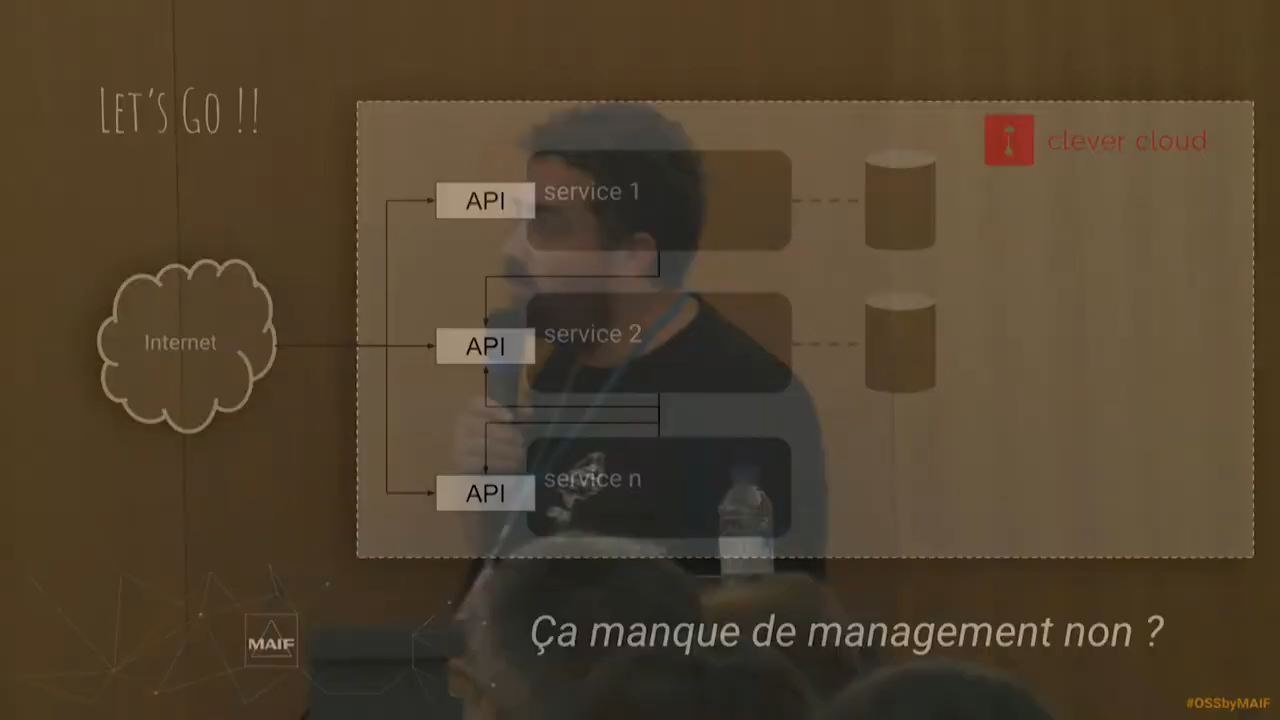 LET'S GO !!
clever cloud
API
service 1
Internet
API
service 2
API
service n
MAIF
Ça manque de management non ?
#OSSbyMAIF